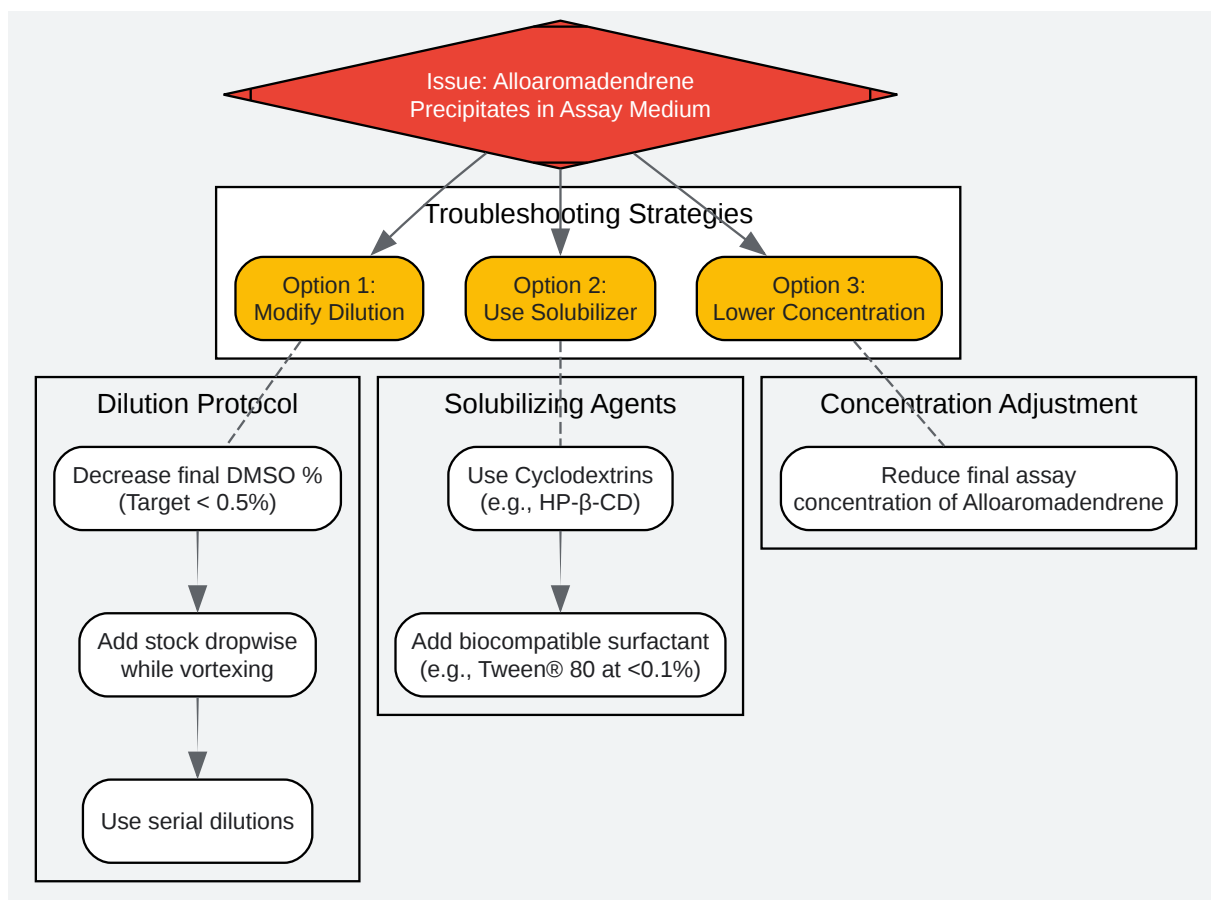 Issue: Alloaromadendrene
Precipitates in Assay Medium
Troubleshooting Strategies
Option 1:
Modify Dilution
Option 2:
Use Solubilizer
Option 3:
Lower Concentration
Dilution Protocol
Decrease final DMSO %
(Target < 0.5%)
Add stock dropwise
while vortexing
Use serial dilutions
Solubilizing Agents
Use Cyclodextrins
(e.g., HP-β-CD)
Add biocompatible surfactant
(e.g., Tween® 80 at <0.1%)
Concentration Adjustment
Reduce final assay
concentration of Alloaromadendrene